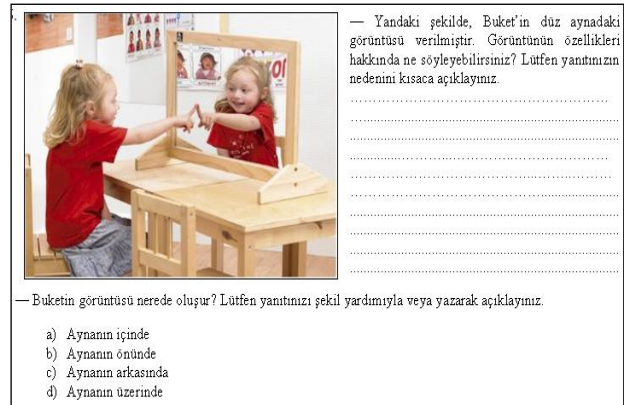 — Yandaki şekilde, Buket'in düz aynadaki
görüntüsü verilmiştir. Görüntünün özellikleri
hakkında ne söyleyebilirsiniz? Lütfen yanıtınızın
nedenini kısaca açıklayınız.
— Buketin görüntüsü nerede oluşur? Lütfen yanıtınızı şekil yardımıyla veya yazarak açıklayınız.
a) Aynanın içinde
b) Aynanın önünde
c) Aynanın arkasında
d) Aynanın üzerinde